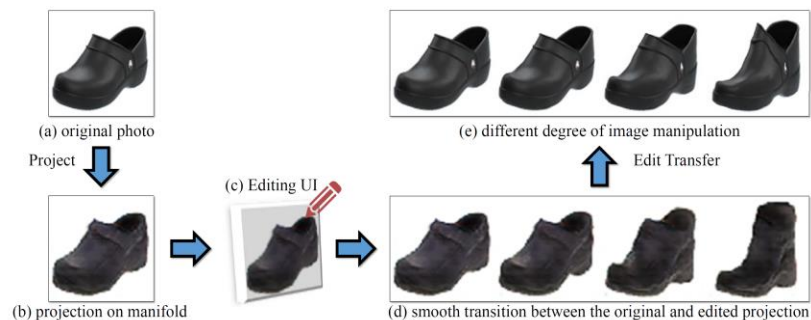 (a) original photo
(e) different degree of image manipulation
Project
Edit Transfer
(c) Editing UI
(b) projection on manifold
(d) smooth transition between the original and edited projection